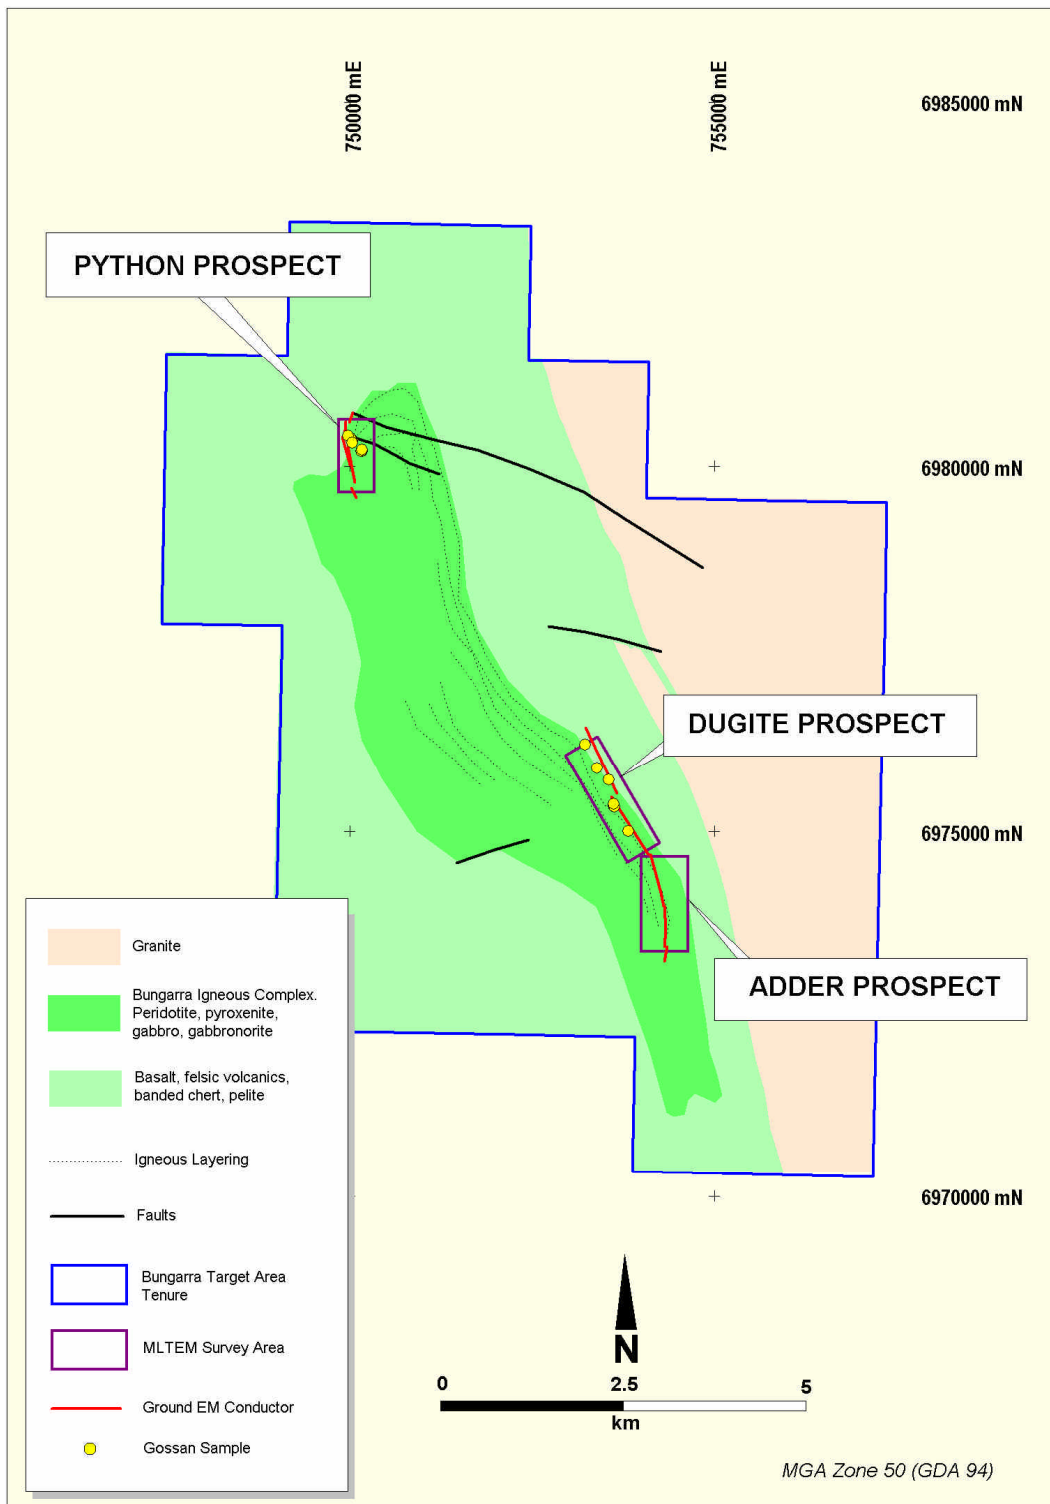 750000 mE
755000 mE
6985000 mN
PYTHON PROSPECT
6980000 mN
DUGITE PROSPECT
6975000 mN
ADDER PROSPECT
Granite
Bungarra Igneous Complex.
Peridotite, pyroxenite,
gabbro, gabbronorite
Basalt, felsic volcanics,
banded chert, pelite
Igneous Layering
Faults
Bungarra Target Area
Tenure
MLTEM Survey Area
Ground EM Conductor
Gossan Sample
6970000 mN
N
0 2.5 5
km
MGA Zone 50 (GDA 94)